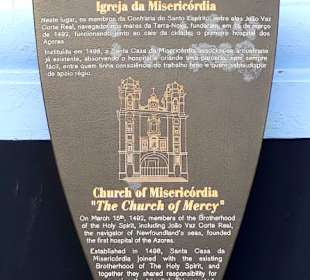 Igreja da Misericórdia
Neste lugar, os membros da Confraria do Santo Espírito, entre eles João Vaz
Corte Real, navegador dos mares da Terra-Nova, fundaram, em 15 de março
de 1492, funcionando junto ao cais da cidade, o primeiro hospital dos
Açores.
Instituída em 1498, a Santa Casa da Misericórdia associou-se à confraria
já existente, absorvendo o hospital e criando uma parceria, nem sempre
fácil, entre quem tinha consciência do trabalho feito e quem sabia dispor
de apoio régio.
Church of Misericórdia
"The Church of Mercy"
On March 15th, 1492, members of the Brotherhood
of the Holy Spirit, including João Vaz Corte Real,
the navigator of Newfoundland's seas, founded
the first hospital of the Azores.
Established in 1498, Santa Casa da
Misericórdia joined with the existing
Brotherhood of The Holy Spirit, and
together they shared responsibility for